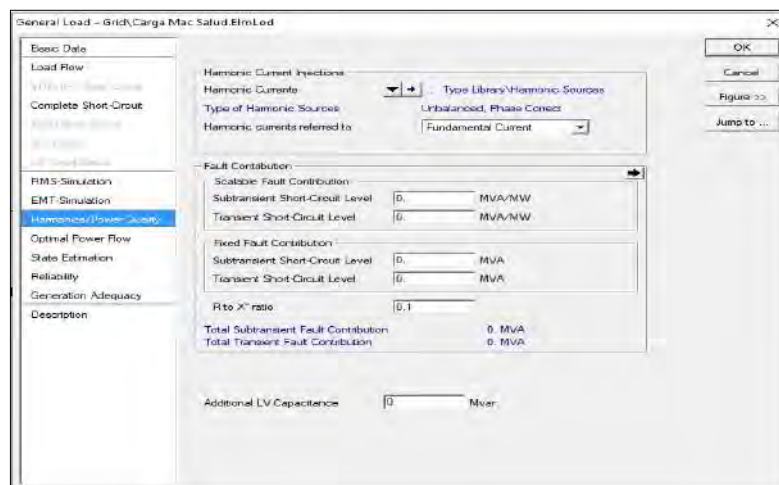 General Load - Grid\Carga Mac Salud.ElmLod
Basic Data
Load Flow
Complete Short-Circuit
RMS-Simulation
EMT-Simulation
Harmonics/Power Quality
Optimal Power Flow
State Estimation
Reliability
Generation Adequacy
Description
Harmonic Current Injections
Harmonic Currents Type Library\Harmonic Sources
Type of Harmonic Sources Unbalanced, Phase Correct
Harmonic currents referred to Fundamental Current
Fault Contribution
Scalable Fault Contribution
Subtransient Short-Circuit Level 0. MVA/MW
Transient Short-Circuit Level 0. MVA/MW
Fixed Fault Contribution
Subtransient Short-Circuit Level 0. MVA
Transient Short-Circuit Level 0. MVA
R to X" ratio 0.1
Total Subtransient Fault Contribution 0. MVA
Total Transient Fault Contribution 0. MVA
Additional LV Capacitance 0. Mvar
OK
Cancel
Figure >>
Jump to ...